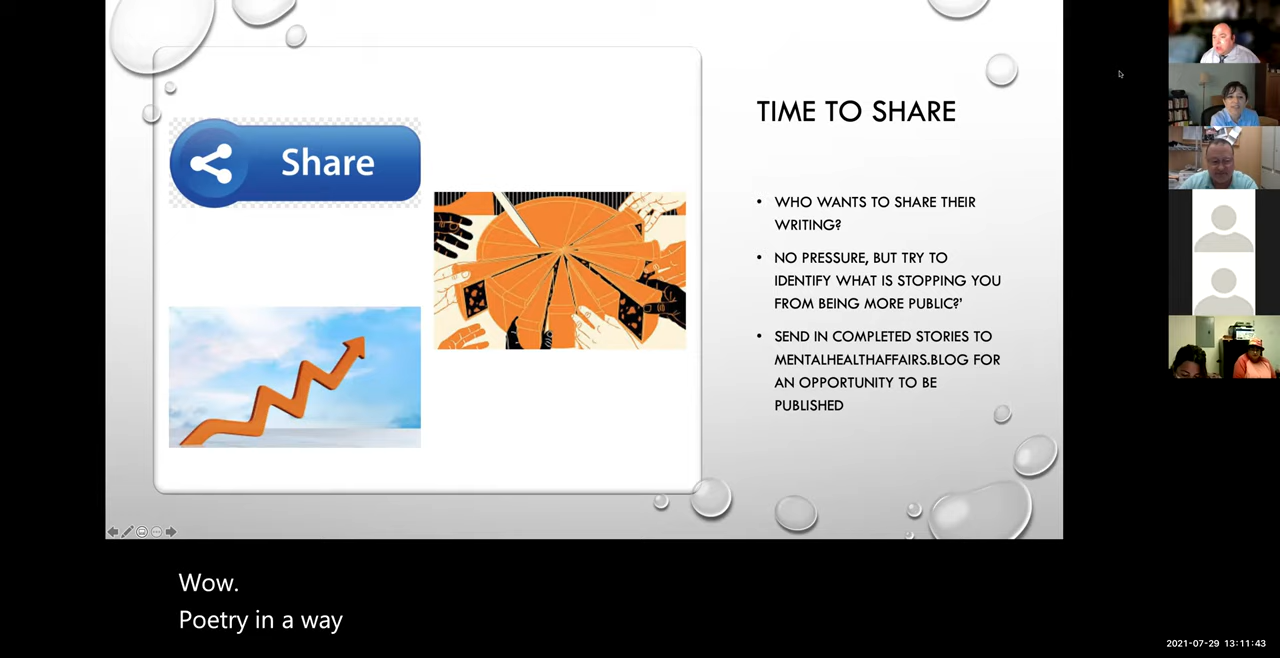 Share
TIME TO SHARE
• WHO WANTS TO SHARE THEIR
WRITING?
• NO PRESSURE, BUT TRY TO
IDENTIFY WHAT IS STOPPING YOU
FROM BEING MORE PUBLIC?'
• SEND IN COMPLETED STORIES TO
MENTALHEALTHAFFAIRS.BLOG FOR
AN OPPORTUNITY TO BE
PUBLISHED
Wow.
Poetry in a way
2021-07-29 13:11:43